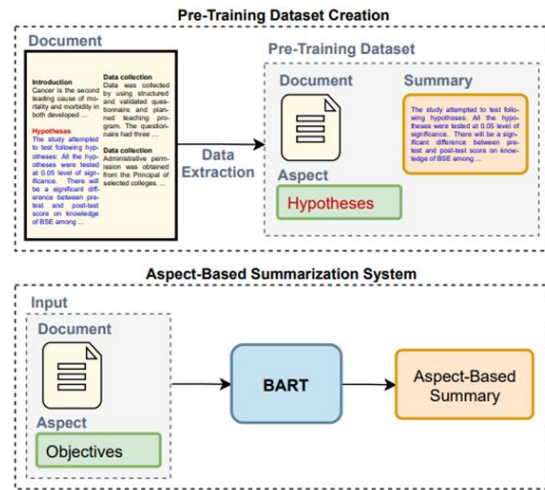 Pre-Training Dataset Creation
Document
Introduction
Cancer is the second
leading cause of mo-
rtality and morbidity in
both developed ....
Hypotheses
The study attempted
to test following hyp-
otheses: All the hyp-
otheses were tested
at 0.05 level of sign-
ificance. There will
be a significant diff-
erence between pre-
test and post-test
score on knowledge
of BSE among ...
Data collection
Data was collected
by using structured
and validated ques-
tionnaire and plan-
ned teaching pro-
gram. The question-
naire had three ....
Data collection
Administrative perm-
ission was obtained
from the Principal of
selected colleges. ...
Data
Extraction
Pre-Training Dataset
Document
Aspect
Hypotheses
Summary
The study attempted to test follo-
wing hypotheses: All the hypo-
theses were tested at 0.05 level
of significance. There will be a sign-
ificant difference between pre-test
and post-test score on know-
ledge of BSE among ...
Aspect-Based Summarization System
Input
Document
Aspect
Objectives
BART
Aspect-Based
Summary